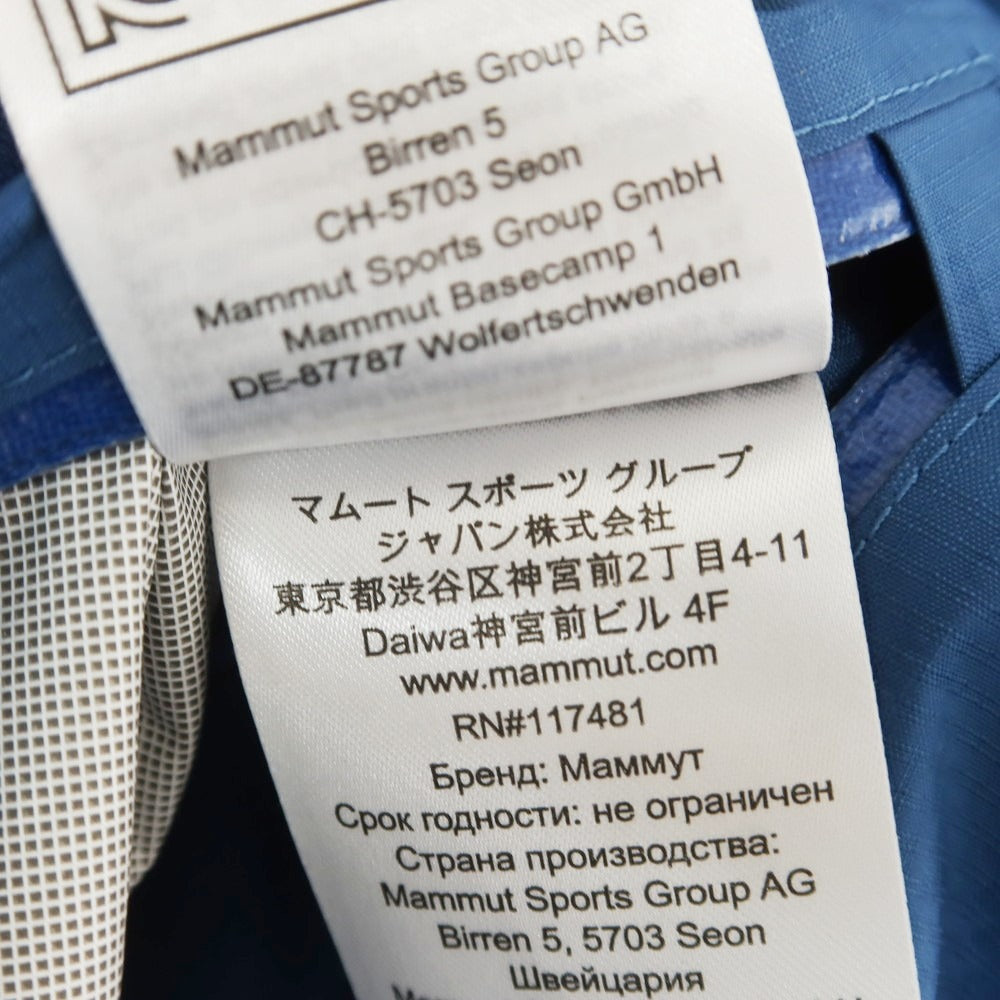 Mammut Sports Group AG
Birren 5
CH-5703 Seon
Mammut Sports Group GmbH
Mammut Basecamp 1
DE-87787 Wolfertschwenden
マムート スポーツ グループ
ジャパン株式会社
東京都渋谷区神宮前2丁目4-11
Daiwa神宮前ビル 4F
www.mammut.com
RN#117481
Бренд: Маммут
Срок годности: не ограничен
Страна производства:
Mammut Sports Group AG
Birren 5, 5703 Seon
Швейцария